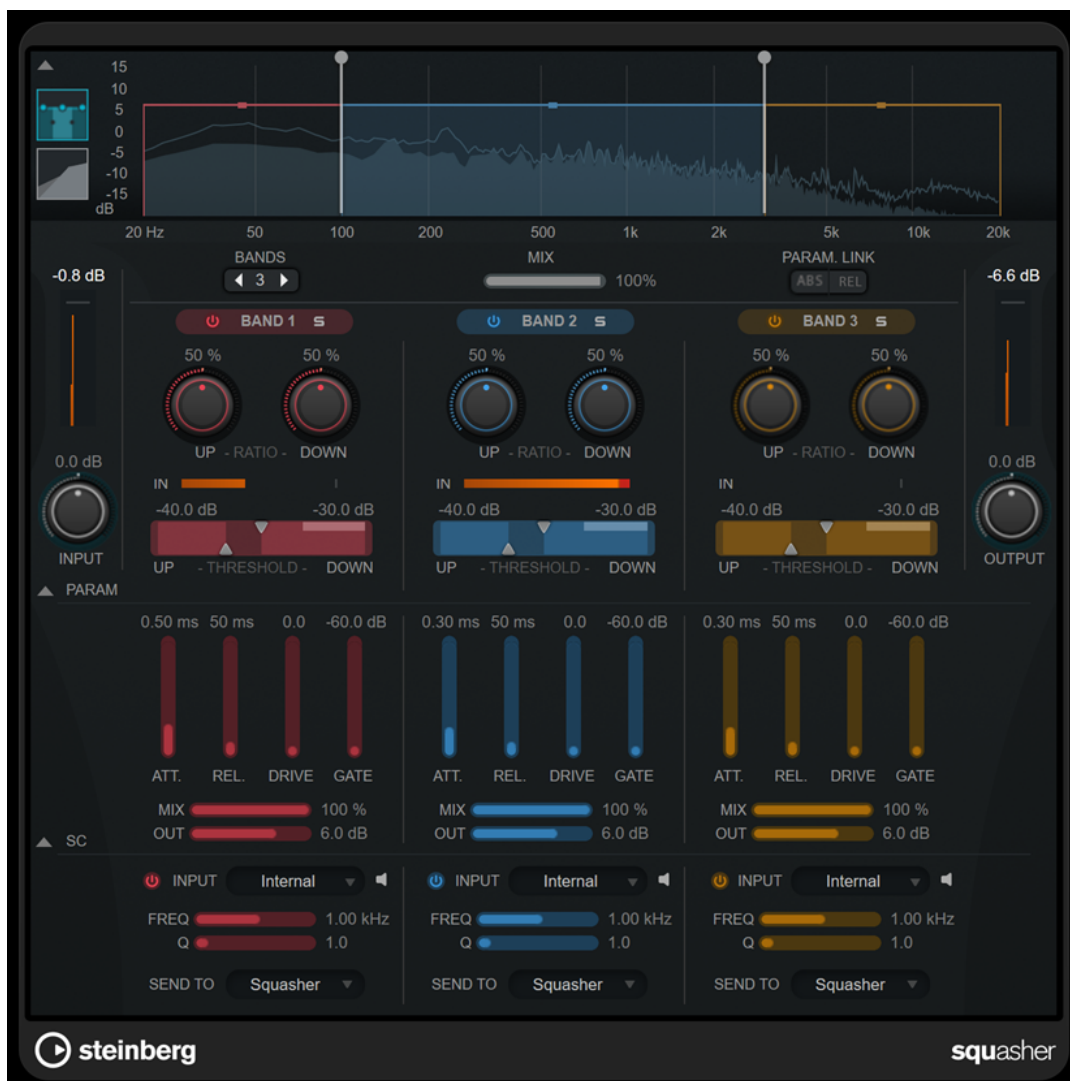 15
10
5
0
-5
-10
-15
dB
20 Hz 50 100 200 500 1k 2k 5k 10k 20k
BANDS MIX PARAM. LINK
-0.8 dB 3 100% ABS REL -6.6 dB
BAND 1 S BAND 2 S BAND 3 S
50 % 50 % 50 % 50 % 50 % 50 %
UP - RATIO - DOWN UP - RATIO - DOWN UP - RATIO - DOWN
0.0 dB 0.0 dB
IN IN IN
-40.0 dB -30.0 dB -40.0 dB -30.0 dB -40.0 dB -30.0 dB
INPUT OUTPUT
UP - THRESHOLD - DOWN UP - THRESHOLD - DOWN UP - THRESHOLD - DOWN
PARAM
0.50 ms 50 ms 0.0 -60.0 dB 0.30 ms 50 ms 0.0 -60.0 dB 0.30 ms 50 ms 0.0 -60.0 dB
ATT. REL. DRIVE GATE ATT. REL. DRIVE GATE ATT. REL. DRIVE GATE
MIX 100 % MIX 100 % MIX 100 %
OUT 6.0 dB OUT 6.0 dB OUT 6.0 dB
SC
INPUT Internal INPUT Internal INPUT Internal
FREQ 1.00 kHz FREQ 1.00 kHz FREQ 1.00 kHz
Q 1.0 Q 1.0 Q 1.0
SEND TO Squasher SEND TO Squasher SEND TO Squasher
steinberg squasher